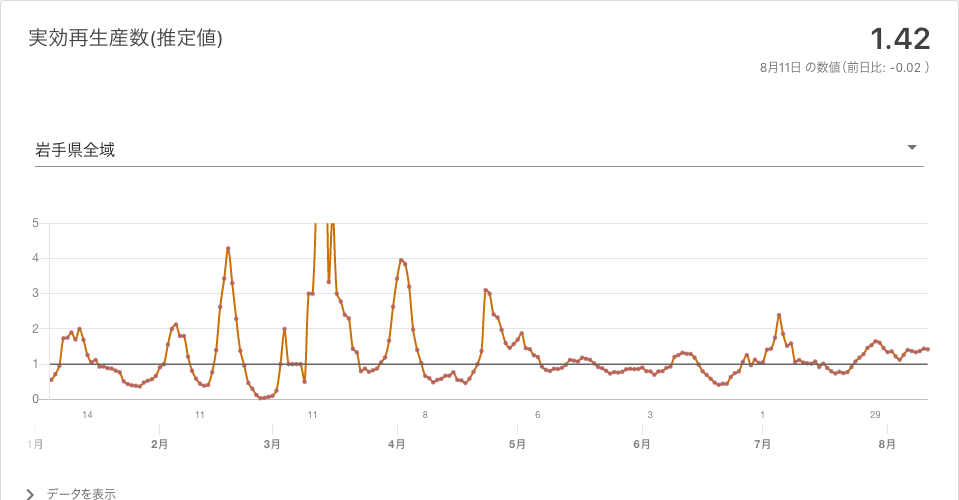 実効再生産数(推定値)
1.42
8月11日 の数値（前日比: -0.02 ）
岩手県全域
5
4
3
2
1
0
14 11 11 8 6 3 1 29
1月 2月 3月 4月 5月 6月 7月 8月
データを表示